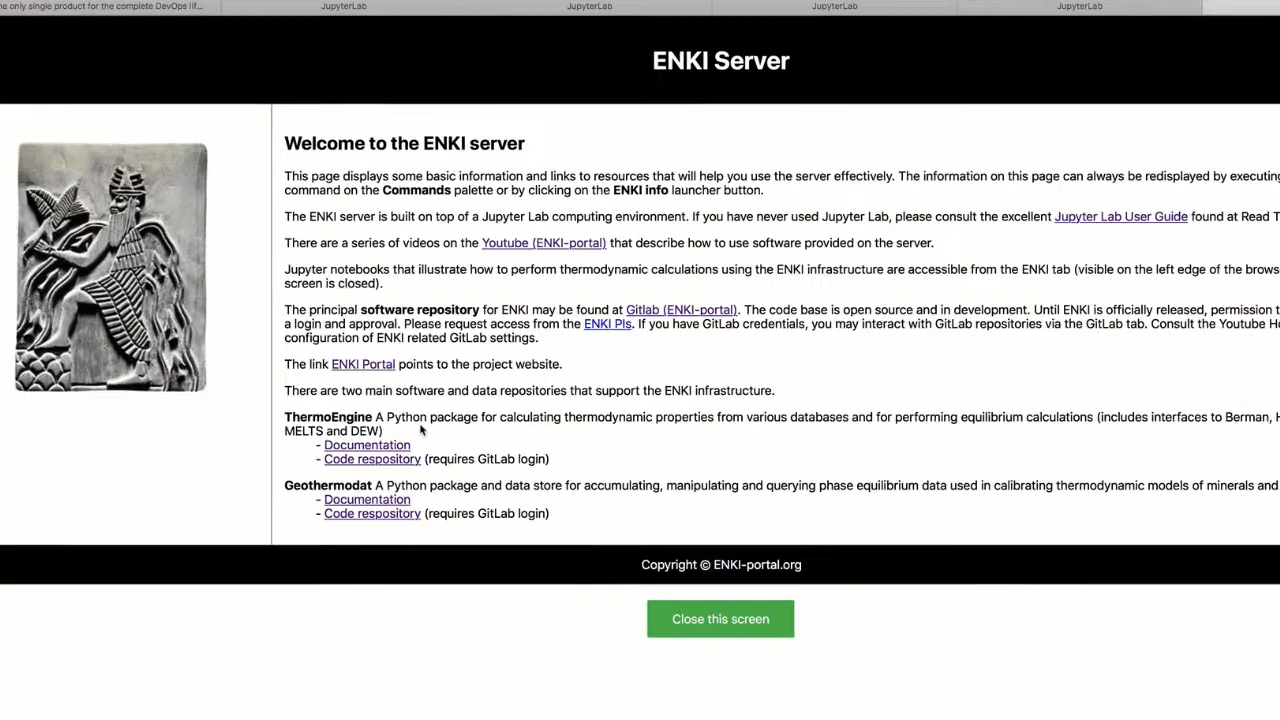 he only single product for the complete DevOps lif...
JupyterLab
JupyterLab
JupyterLab
JupyterLab
ENKI Server
Welcome to the ENKI server
This page displays some basic information and links to resources that will help you use the server effectively. The information on this page can always be redisplayed by executing
command on the Commands palette or by clicking on the ENKI info launcher button.
The ENKI server is built on top of a Jupyter Lab computing environment. If you have never used Jupyter Lab, please consult the excellent Jupyter Lab User Guide found at Read T
There are a series of videos on the Youtube (ENKI-portal) that describe how to use software provided on the server.
Jupyter notebooks that illustrate how to perform thermodynamic calculations using the ENKI infrastructure are accessible from the ENKI tab (visible on the left edge of the brows
screen is closed).
The principal software repository for ENKI may be found at Gitlab (ENKI-portal). The code base is open source and in development. Until ENKI is officially released, permission t
a login and approval. Please request access from the ENKI PIs. If you have GitLab credentials, you may interact with GitLab repositories via the GitLab tab. Consult the Youtube H
configuration of ENKI related GitLab settings.
The link ENKI Portal points to the project website.
There are two main software and data repositories that support the ENKI infrastructure.
ThermoEngine A Python package for calculating thermodynamic properties from various databases and for performing equilibrium calculations (includes interfaces to Berman, H
MELTS and DEW)
- Documentation
- Code respository (requires GitLab login)
Geothermodat A Python package and data store for accumulating, manipulating and querying phase equilibrium data used in calibrating thermodynamic models of minerals and
- Documentation
- Code respository (requires GitLab login)
Copyright © ENKI-portal.org
Close this screen